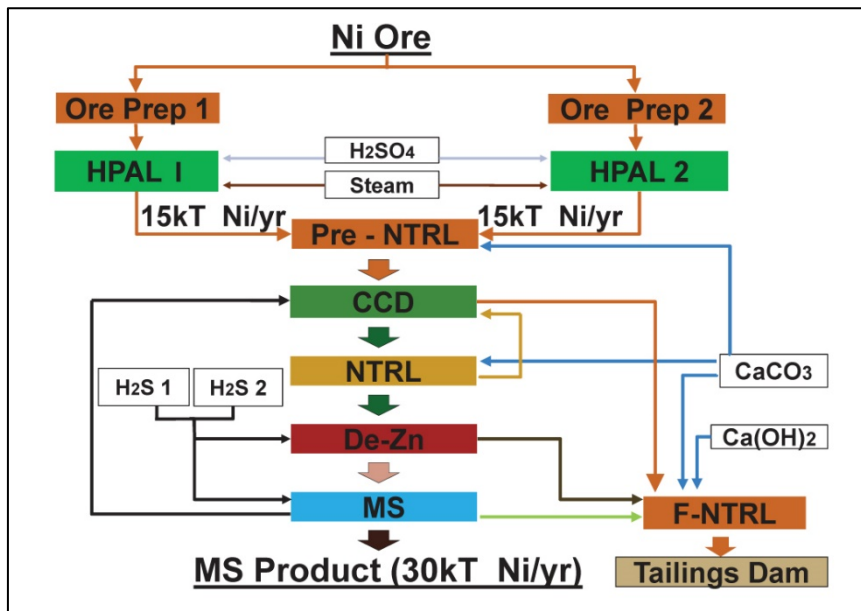 Ni Ore
Ore Prep 1
Ore Prep 2
H2SO4
HPAL I
HPAL 2
Steam
15kT Ni/yr
15kT Ni/yr
Pre - NTRL
CCD
NTRL
CaCO3
H2S 1
H2S 2
De-Zn
Ca(OH)2
MS
F-NTRL
MS Product (30kT Ni/yr)
Tailings Dam